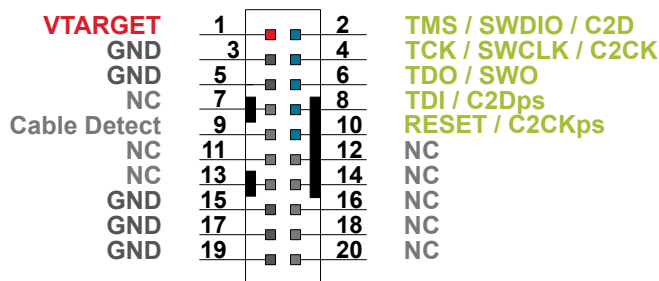 VTARGET 1 2 TMS / SWDIO / C2D
GND 3 4 TCK / SWCLK / C2CK
GND 5 6 TDO / SWO
NC 7 8 TDI / C2Dps
Cable Detect 9 10 RESET / C2CKps
NC 11 12 NC
NC 13 14 NC
GND 15 16 NC
GND 17 18 NC
GND 19 20 NC